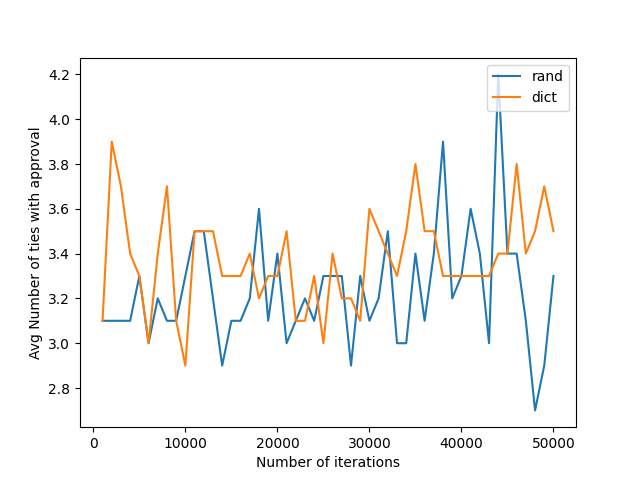 4.2
4.0
3.8
3.6
3.4
3.2
3.0
2.8
Avg Number of ties with approval
rand
dict
0 10000 20000 30000 40000 50000
Number of iterations